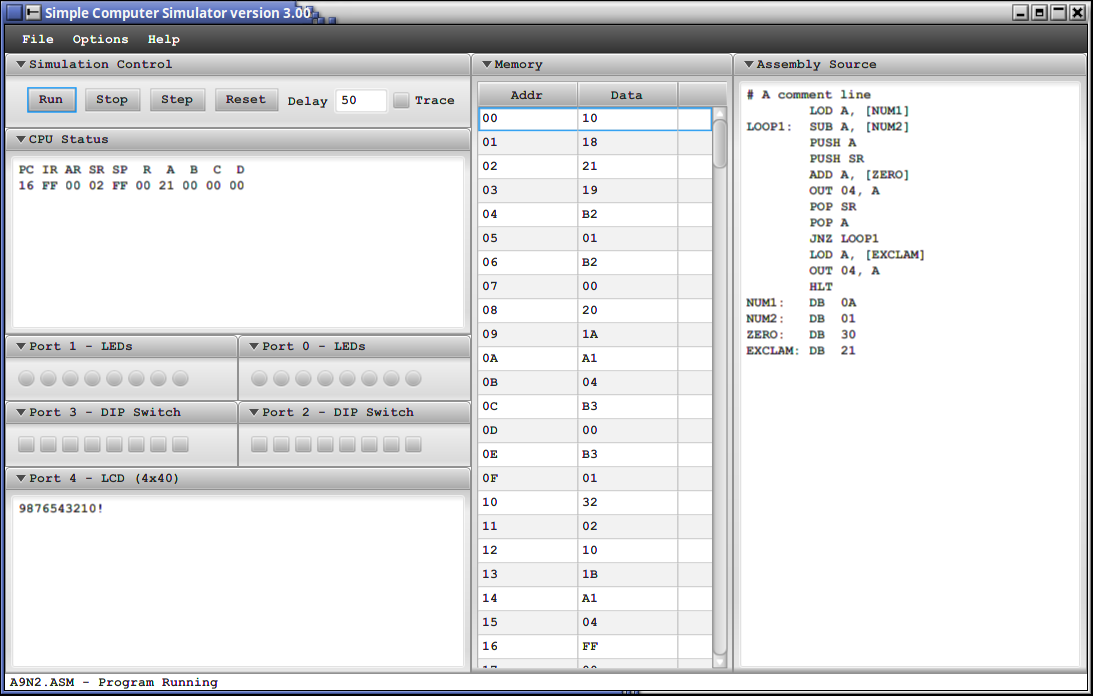 Simple Computer Simulator version 3.00
File Options Help
Simulation Control
Run Stop Step Reset Delay 50 Trace
CPU Status
PC IR AR SR SP R A B C D
16 FF 00 02 FF 00 21 00 00 00
Port 1 - LEDs
Port 0 - LEDs
Port 3 - DIP Switch
Port 2 - DIP Switch
Port 4 - LCD (4x40)
9876543210!
Memory
Addr Data
00 10
01 18
02 21
03 19
04 B2
05 01
06 B2
07 00
08 20
09 1A
0A A1
0B 04
0C B3
0D 00
0E B3
0F 01
10 32
11 02
12 10
13 1B
14 A1
15 04
16 FF
Assembly Source
# A comment line
LOD A, [NUM1]
LOOP1: SUB A, [NUM2]
PUSH A
PUSH SR
ADD A, [ZERO]
OUT 04, A
POP SR
POP A
JNZ LOOP1
LOD A, [EXCLAM]
OUT 04, A
HLT
NUM1: DB 0A
NUM2: DB 01
ZERO: DB 30
EXCLAM: DB 21
A9N2.ASM - Program Running